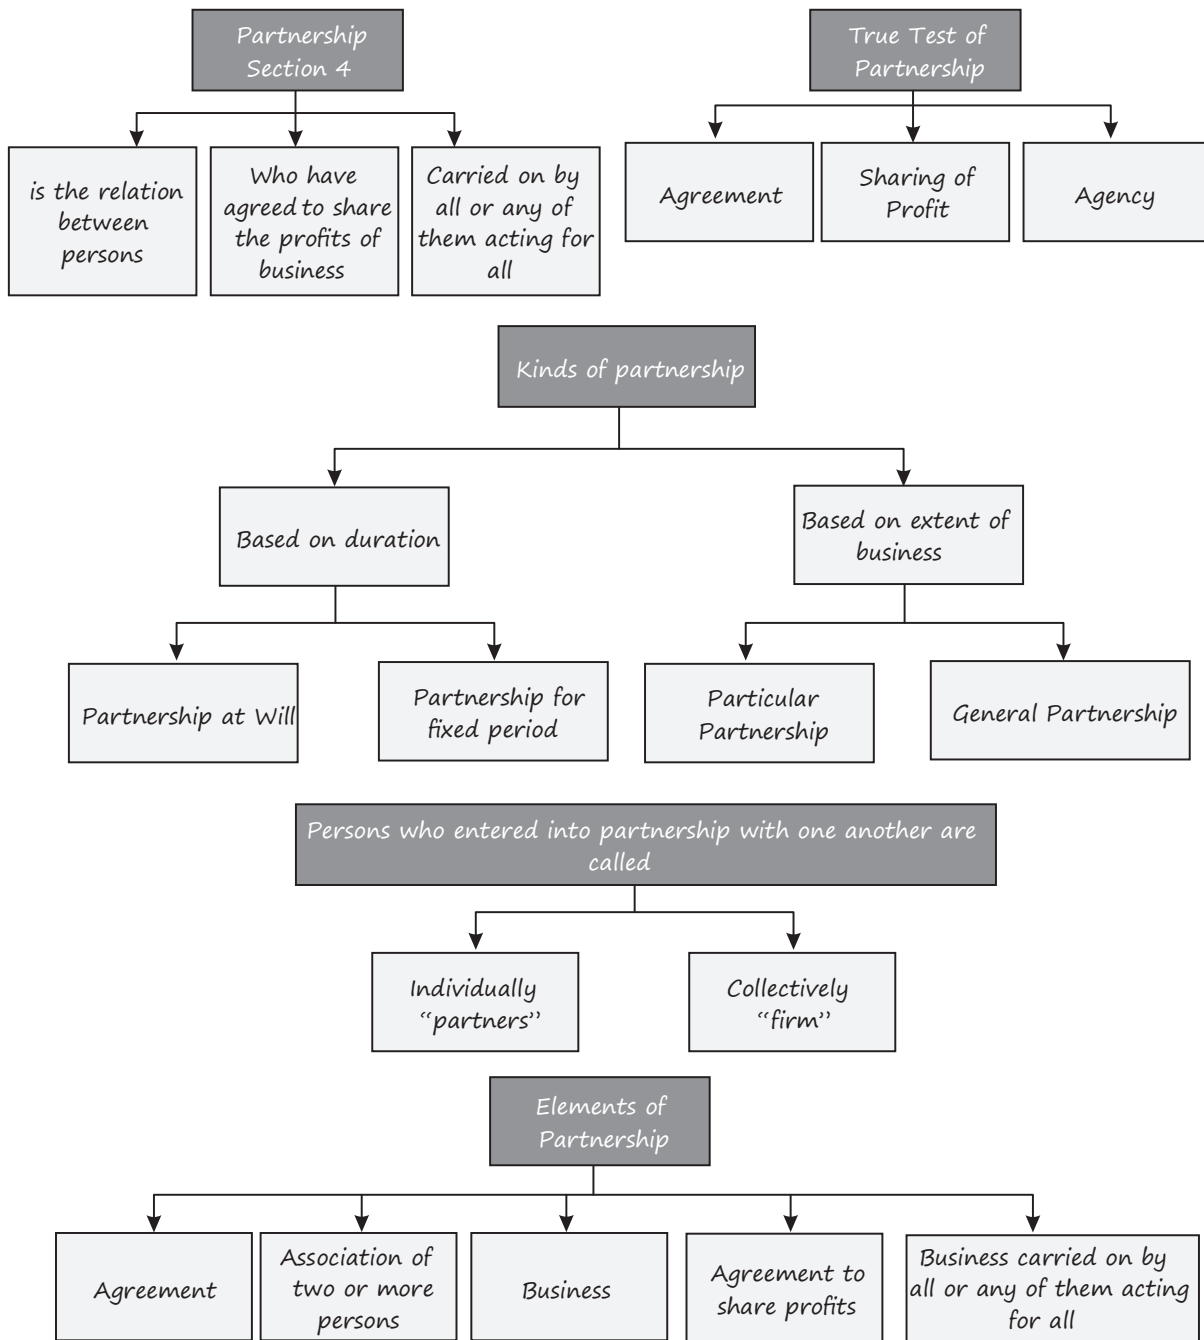 Partnership
Section 4
is the relation
between
persons
Who have
agreed to share
the profits of
business
Carried on by
all or any of
them acting for
all
True Test of
Partnership
Agreement
Sharing of
Profit
Agency
Kinds of partnership
Based on duration
Based on extent of
business
Partnership at Will
Partnership for
fixed period
Particular
Partnership
General Partnership
Persons who entered into partnership with one another are
called
Individually
“partners”
Collectively
“firm”
Elements of
Partnership
Agreement
Association of
two or more
persons
Business
Agreement to
share profits
Business carried on by
all or any of them acting
for all